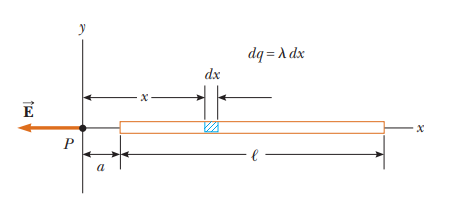 y
dq = λ dx
dx
x
E⃗
x
P
a
ℓ